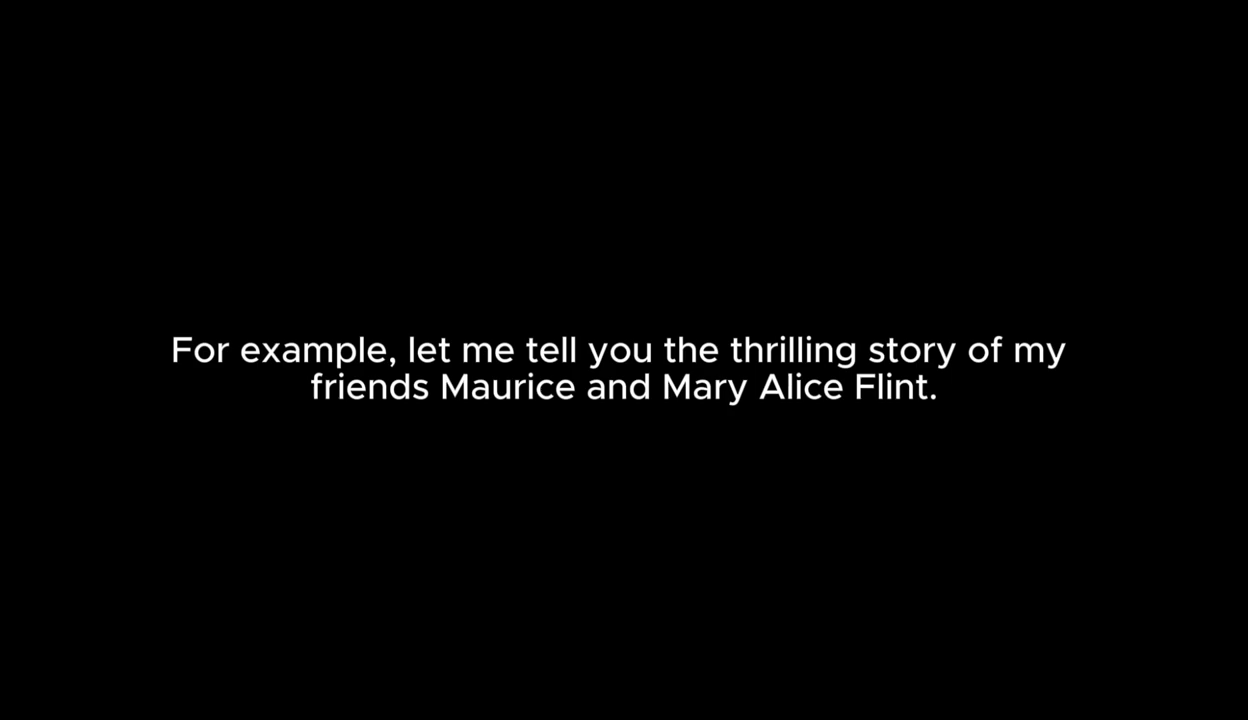 For example, let me tell you the thrilling story of my
friends Maurice and Mary Alice Flint.